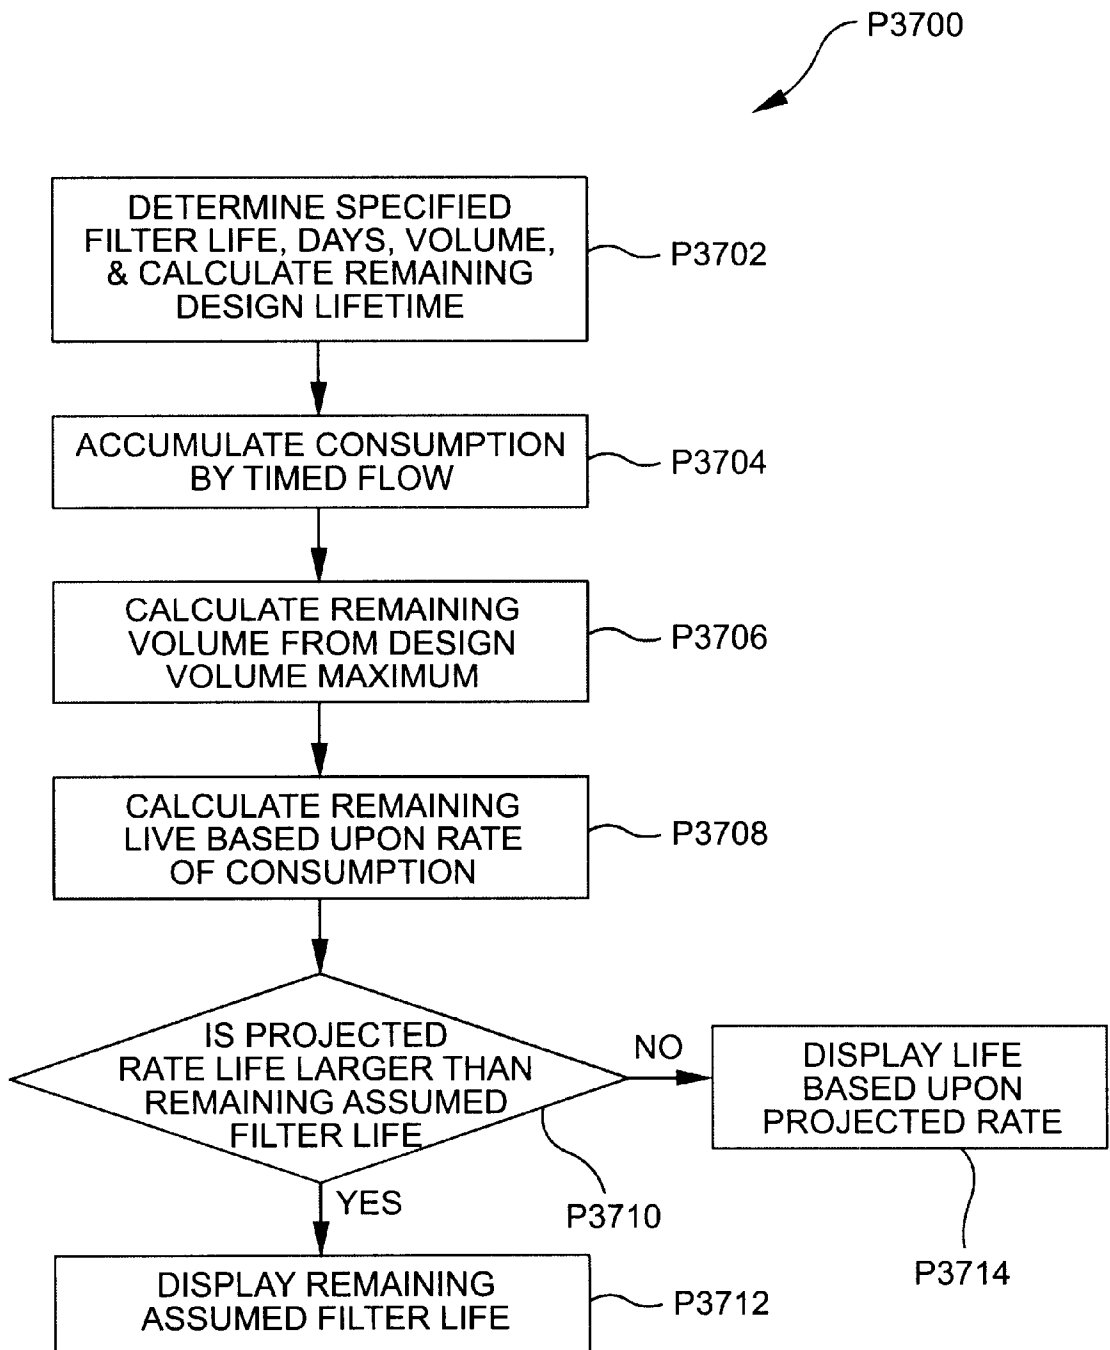 P3700
DETERMINE SPECIFIED
FILTER LIFE, DAYS, VOLUME,
& CALCULATE REMAINING
DESIGN LIFETIME
P3702
ACCUMULATE CONSUMPTION
BY TIMED FLOW
P3704
CALCULATE REMAINING
VOLUME FROM DESIGN
VOLUME MAXIMUM
P3706
CALCULATE REMAINING
LIVE BASED UPON RATE
OF CONSUMPTION
P3708
IS PROJECTED
RATE LIFE LARGER THAN
REMAINING ASSUMED
FILTER LIFE
P3710
NO
DISPLAY LIFE
BASED UPON
PROJECTED RATE
P3714
YES
DISPLAY REMAINING
ASSUMED FILTER LIFE
P3712